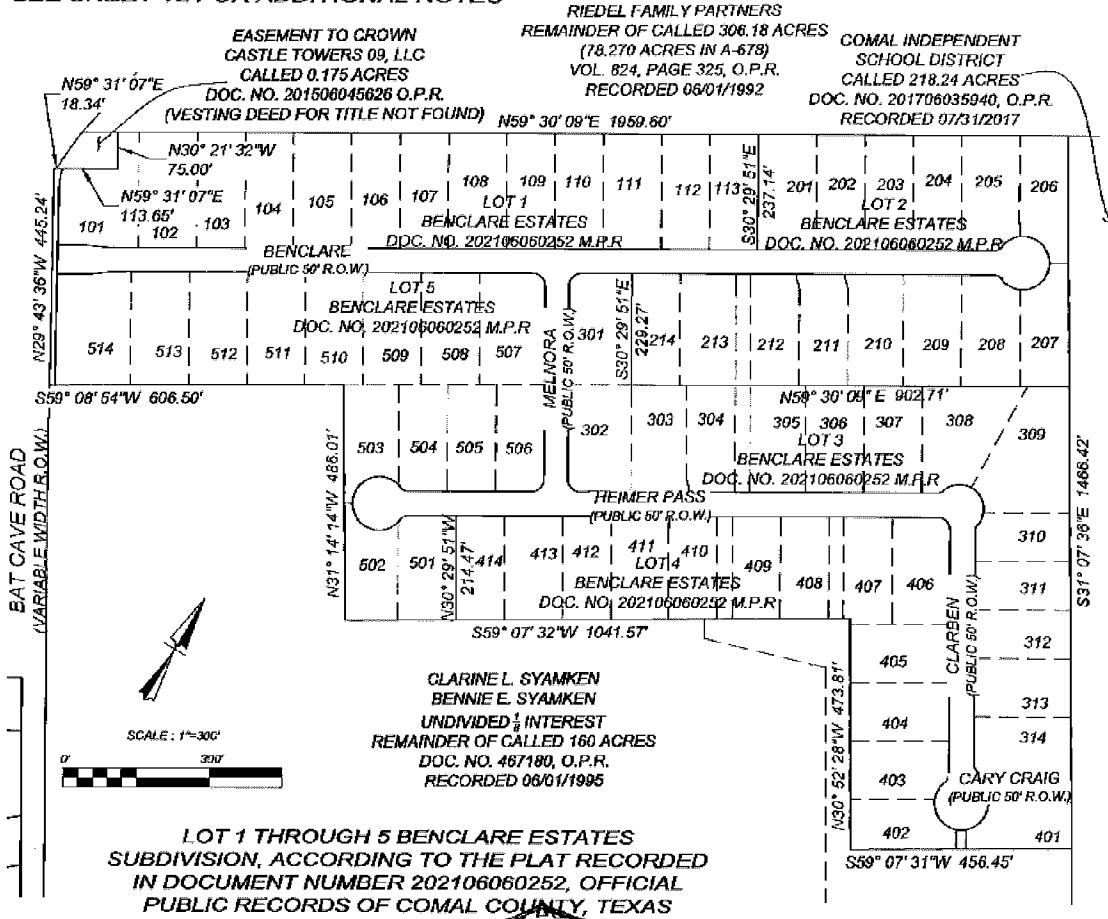 RIEDEL FAMILY PARTNERS
REMAINDER OF CALLED 306.18 ACRES
(78.270 ACRES IN A-678)
VOL. 824, PAGE 325, O.P.R.
RECORDED 06/01/1992
EASEMENT TO CROWN
CASTLE TOWERS 09, LLC
CALLED 0.175 ACRES
DOC. NO. 201506045626 O.P.R.
(VESTING DEED FOR TITLE NOT FOUND)
COMAL INDEPENDENT
SCHOOL DISTRICT
CALLED 218.24 ACRES
DOC. NO. 201706035940, O.P.R.
RECORDED 07/31/2017
N59° 31' 07"E
18.34'
N59° 30' 09"E 1959.60'
N30° 21' 32"W
75.00'
N59° 31' 07"E
113.65'
101
102
103
104
105
106
107
108
109
110
111
112
113
S30° 29' 51"E
237.14'
201
202
203
204
205
206
LOT 1
BENCLARE ESTATES
DOC. NO. 202106060252 M.P.R
LOT 2
BENCLARE ESTATES
DOC. NO. 202106060252 M.P.R
N29° 43' 36"W 445.24'
BENCLARE
(PUBLIC 50' R.O.W.)
LOT 5
BENCLARE ESTATES
DOC. NO. 202106060252 M.P.R
514
513
512
511
510
509
508
507
MELNORA
(PUBLIC 50' R.O.W.)
301
S30° 29' 51"E
229.27'
214
213
212
211
210
209
208
207
S59° 08' 54"W 606.50'
N59° 30' 09" E 902.71'
BAT CAVE ROAD
(VARIABLE WIDTH R.O.W.)
N31° 14' 14"W 486.01'
503
504
505
506
302
303
304
305
306
307
308
309
LOT 3
BENCLARE ESTATES
DOC. NO. 202106060252 M.P.R
S31° 07' 36"E 1466.42'
HEIMER PASS
(PUBLIC 50' R.O.W.)
502
501
N30° 29' 51"W
214.47'
414
413
412
411
410
409
408
407
406
LOT 4
BENCLARE ESTATES
DOC. NO. 202106060252 M.P.R
310
311
312
313
314
CLARBEN
(PUBLIC 50' R.O.W.)
S59° 07' 32"W 1041.57'
405
404
403
402
401
N30° 52' 28"W 473.81'
CARY CRAIG
(PUBLIC 50' R.O.W.)
S59° 07' 31"W 456.45'
CLARINE L. SYAMKEN
BENNIE E. SYAMKEN
UNDIVIDED INTEREST
REMAINDER OF CALLED 160 ACRES
DOC. NO. 467180, O.P.R.
RECORDED 06/01/1995
SCALE : 1"=300'
0'
300'
LOT 1 THROUGH 5 BENCLARE ESTATES
SUBDIVISION, ACCORDING TO THE PLAT RECORDED
IN DOCUMENT NUMBER 202106060252, OFFICIAL
PUBLIC RECORDS OF COMAL COUNTY, TEXAS